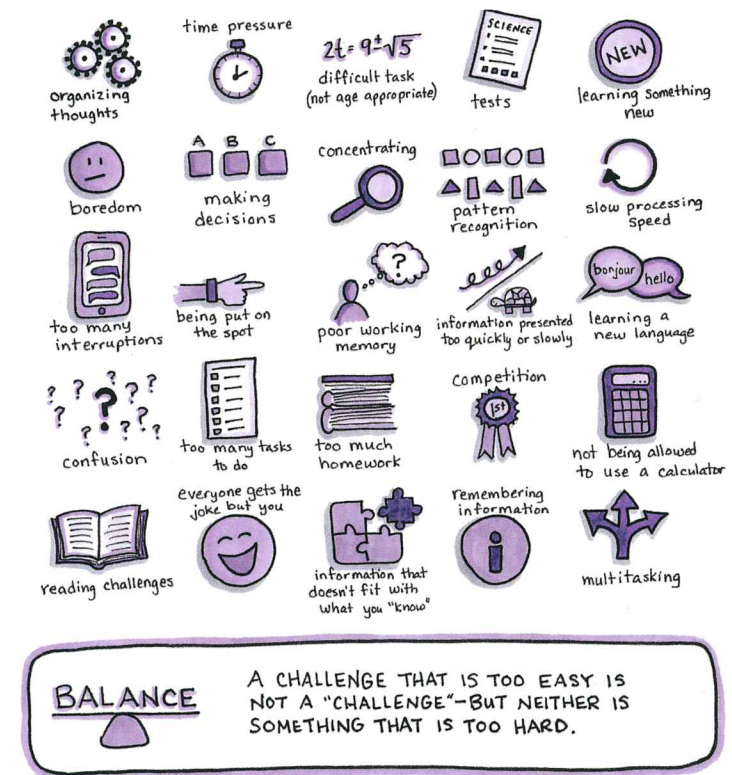 organizing
thoughts
time pressure
2t = 9±√5
difficult task
(not age appropriate)
SCIENCE
tests
NEW
learning something
new
boredom
A B C
making
decisions
concentrating
pattern
recognition
slow processing
speed
too many
interruptions
being put on
the spot
?
poor working
memory
information presented
too quickly or slowly
bonjour
hello
learning a
new language
? ? ? ? ? ? ? ? ? ? ?
confusion
too many tasks
to do
too much
homework
competition
1st
not being allowed
to use a calculator
reading challenges
everyone gets the
joke but you
information that
doesn't fit with
what you "know"
remembering
information
i
multitasking
BALANCE
A CHALLENGE THAT IS TOO EASY IS
NOT A "CHALLENGE"–BUT NEITHER IS
SOMETHING THAT IS TOO HARD.